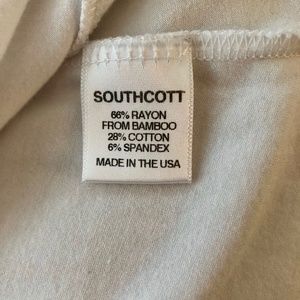 SOUTHCOTT
66% RAYON
FROM BAMBOO
28% COTTON
6% SPANDEX
MADE IN THE USA